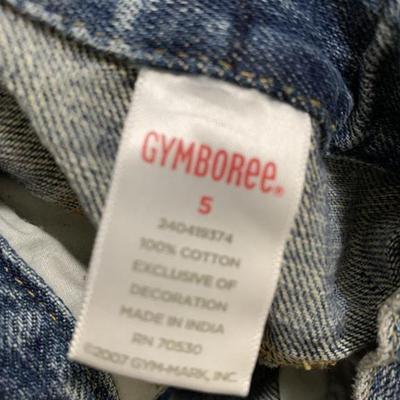 GYMBOREE®
5
240419374
100% COTTON
EXCLUSIVE OF
DECORATION
MADE IN INDIA
RN 70530
©2007 GYM-MARK, INC.